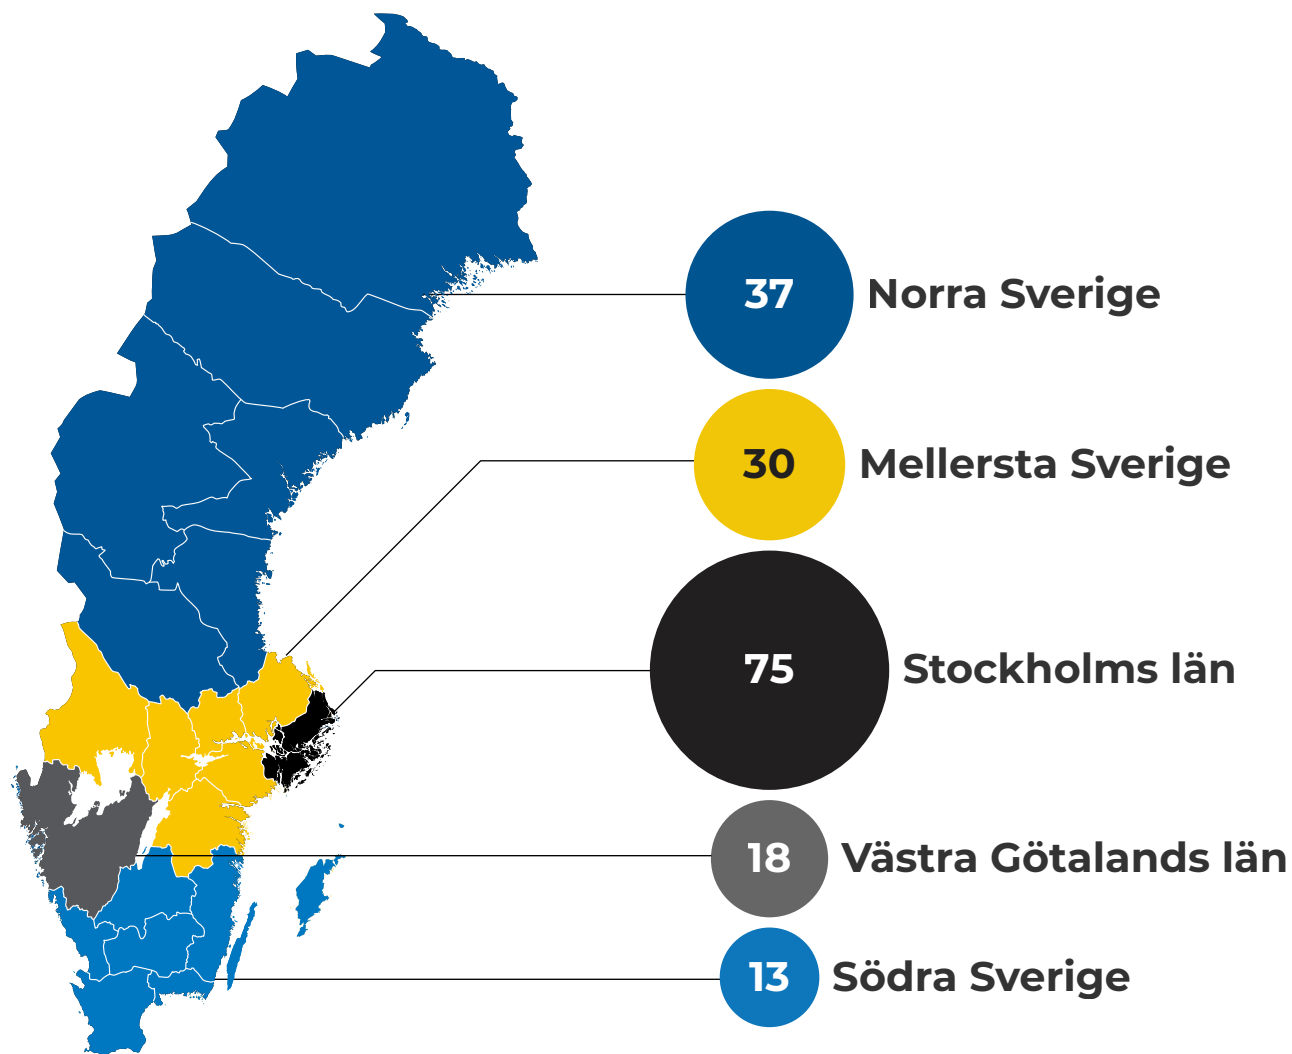 37 Norra Sverige
30 Mellersta Sverige
75 Stockholms län
18 Västra Götalands län
13 Södra Sverige